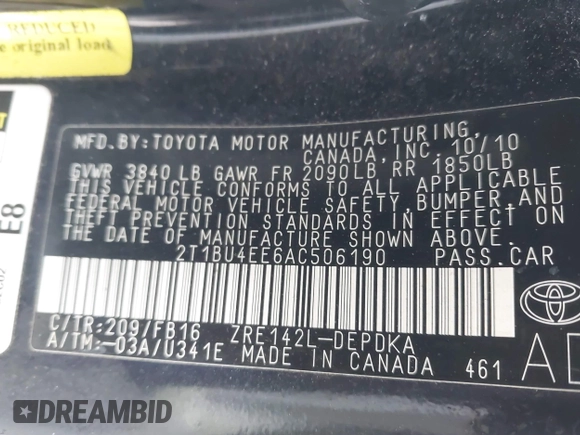 REDUCED
e original load
MFD.BY:TOYOTA MOTOR MANUFACTURING,
CANADA, INC. 10/10
GVWR 3840 LB GAWR FR 2090LB RR 1850LB
THIS VEHICLE CONFORMS TO ALL APPLICABLE
FEDERAL MOTOR VEHICLE SAFETY, BUMPER,AND
THEFT PREVENTION STANDARDS IN EFFECT ON
THE DATE OF MANUFACTURE SHOWN ABOVE.
2T1BU4EE6AC506190 PASS.CAR
C/TR:209/FB16 ZRE142L-DEPDKA
A/TM:-03A/U341E MADE IN CANADA 461
E8
TOYOTA
DREAMBID